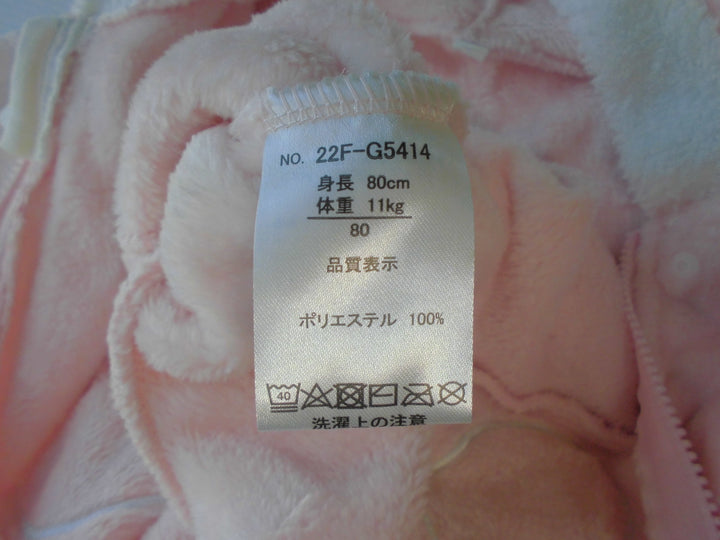 NO. 22F-G5414
身長 80cm
体重 11kg
80
品質表示
ポリエステル 100%
40
洗濯上の注意